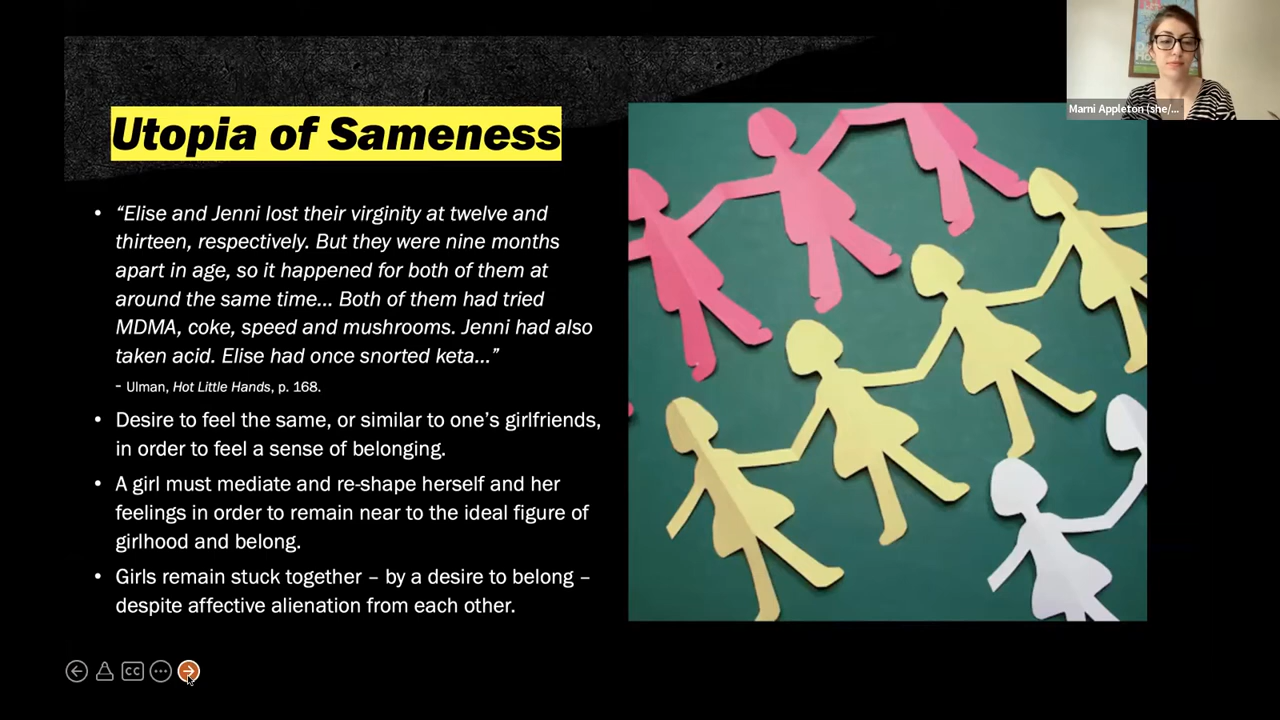 Utopia of Sameness
• “Elise and Jenni lost their virginity at twelve and
thirteen, respectively. But they were nine months
apart in age, so it happened for both of them at
around the same time... Both of them had tried
MDMA, coke, speed and mushrooms. Jenni had also
taken acid. Elise had once snorted keta...”
- Ulman, Hot Little Hands, p. 168.
• Desire to feel the same, or similar to one’s girlfriends,
in order to feel a sense of belonging.
• A girl must mediate and re-shape herself and her
feelings in order to remain near to the ideal figure of
girlhood and belong.
• Girls remain stuck together – by a desire to belong –
despite affective alienation from each other.
CC
Marni Appleton (she/...